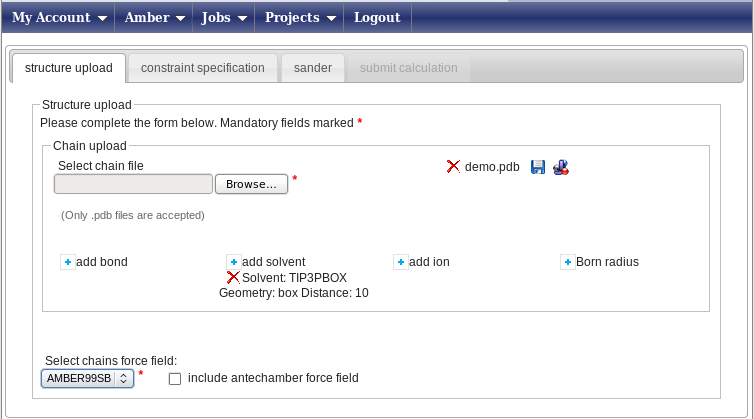 My Account Amber Jobs Projects Logout
structure upload constraint specification sander submit calculation
Structure upload
Please complete the form below. Mandatory fields marked *
Chain upload
Select chain file demo.pdb
Browse... *
(Only .pdb files are accepted)
add bond add solvent add ion Born radius
Solvent: TIP3PBOX
Geometry: box Distance: 10
Select chains force field:
AMBER99SB * include antechamber force field